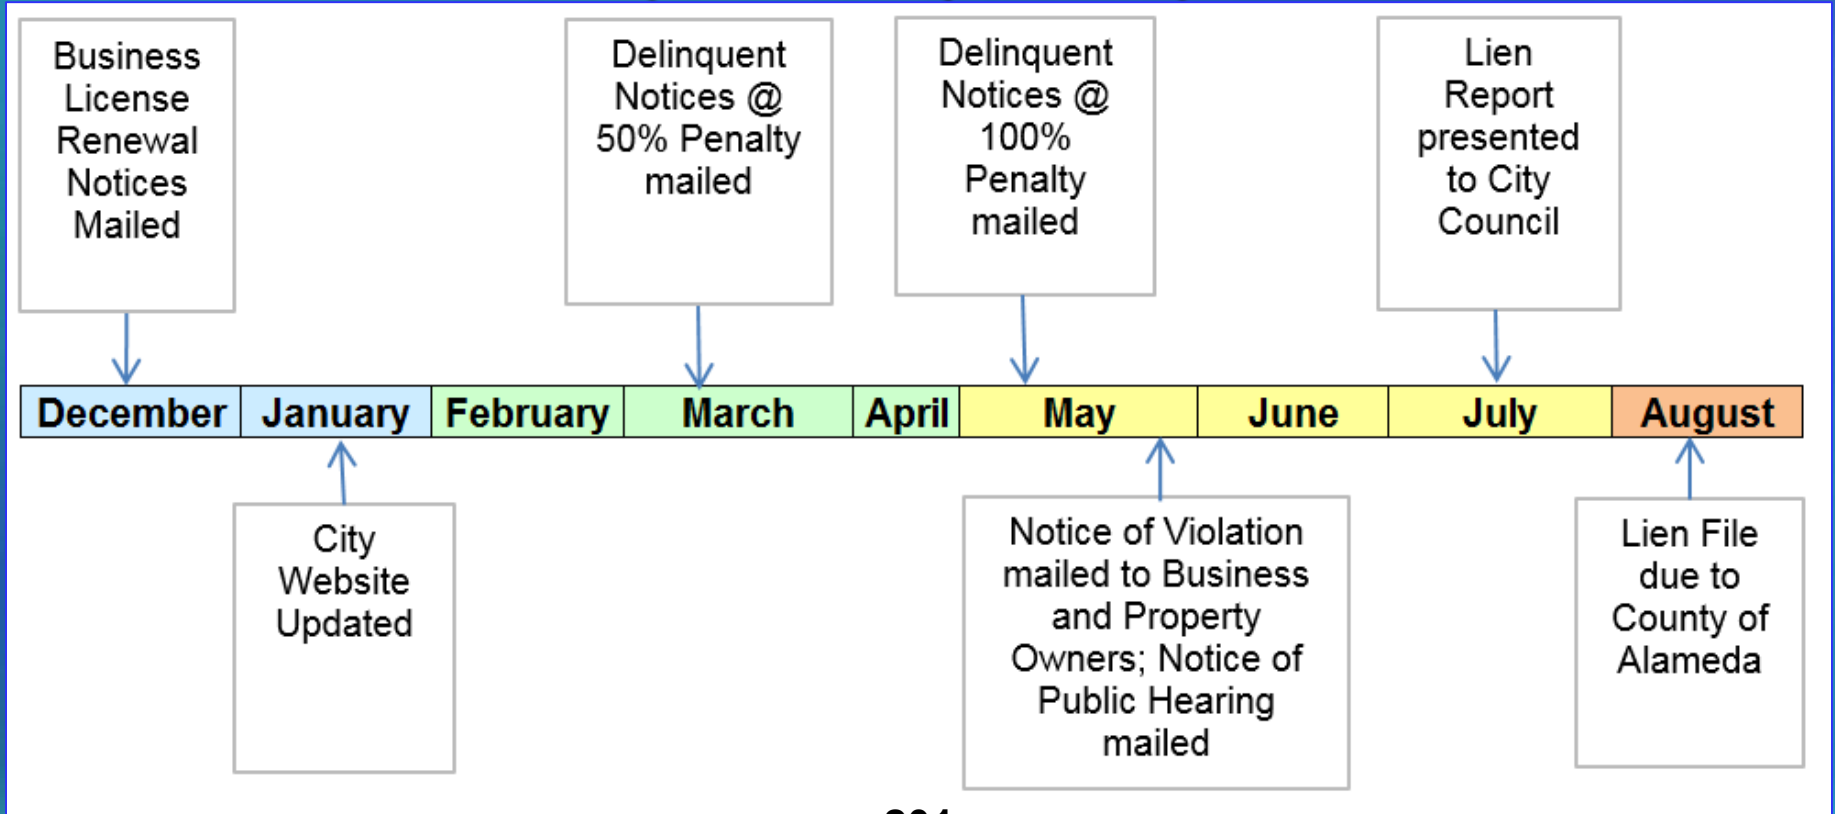 Business
License
Renewal
Notices
Mailed
Delinquent
Notices @
50% Penalty
mailed
Delinquent
Notices @
100%
Penalty
mailed
Lien
Report
presented
to City
Council
December January February March April May June July August
City
Website
Updated
Notice of Violation
mailed to Business
and Property
Owners; Notice of
Public Hearing
mailed
Lien File
due to
County of
Alameda